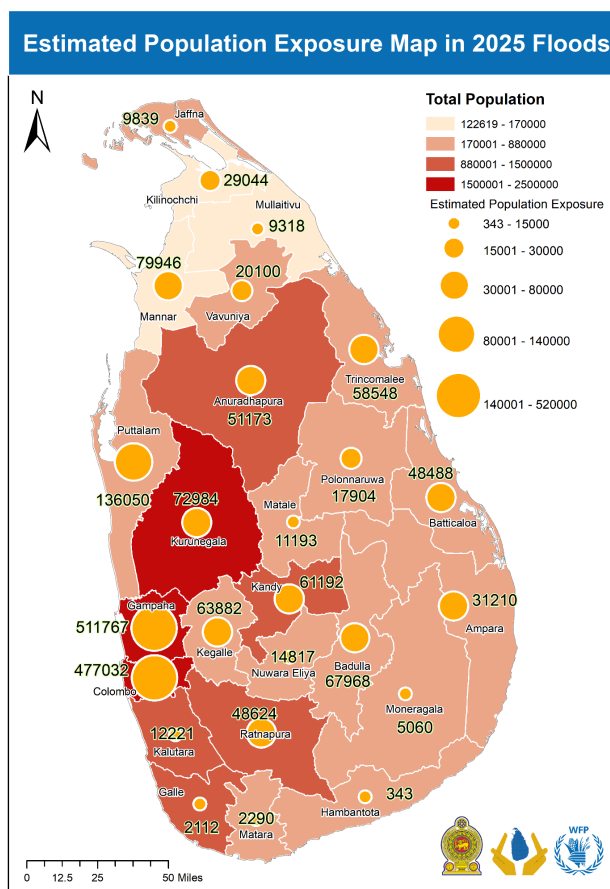 Estimated Population Exposure Map in 2025 Floods
N
Total Population
122619 - 170000
170001 - 880000
880001 - 1500000
1500001 - 2500000
Estimated Population Exposure
343 - 15000
15001 - 30000
30001 - 80000
80001 - 140000
140001 - 520000
Jaffna
9839
29044
Kilinochchi
Mullaitivu
9318
79946
20100
Mannar
Vavuniya
Trincomalee
58548
Anuradhapura
51173
Puttalam
136050
Polonnaruwa
17904
48488
Batticaloa
72984
Kurunegala
Matale
11193
Kandy
61192
Gampaha
511767
63882
Kegalle
31210
Ampara
14817
Nuwara Eliya
Badulla
67968
477032
Colombo
Moneragala
5060
48624
Ratnapura
12221
Kalutara
Galle
2112
2290
Matara
343
Hambantota
WFP
0 12.5 25 50 Miles